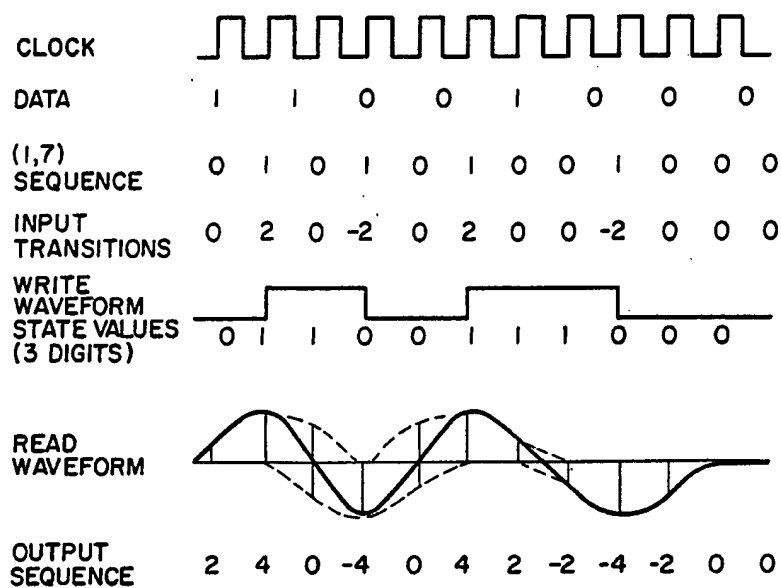 CLOCK
DATA 1 1 0 0 1 0 0 0
(1,7)
SEQUENCE 0 1 0 1 0 1 0 0 1 0 0 0
INPUT
TRANSITIONS 0 2 0 -2 0 2 0 0 -2 0 0 0
WRITE
WAVEFORM
STATE VALUES 0 1 1 0 0 1 1 1 0 0 0
(3 DIGITS)
READ
WAVEFORM
OUTPUT
SEQUENCE 2 4 0 -4 0 4 2 -2 -4 -2 0 0